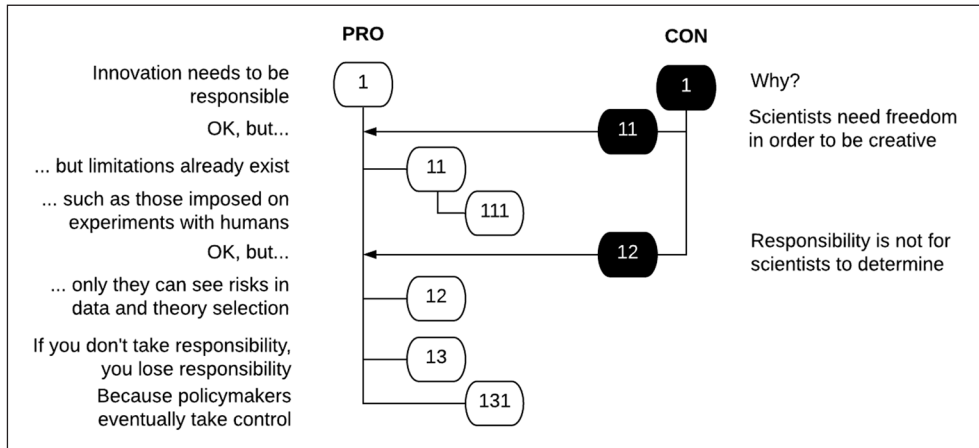 PRO CON
Innovation needs to be 1 1 Why?
responsible
OK, but... 11 Scientists need freedom
in order to be creative
... but limitations already exist 11
... such as those imposed on 111
experiments with humans
OK, but... 12 Responsibility is not for
scientists to determine
... only they can see risks in 12
data and theory selection
If you don't take responsibility, 13
you lose responsibility
Because policymakers 131
eventually take control